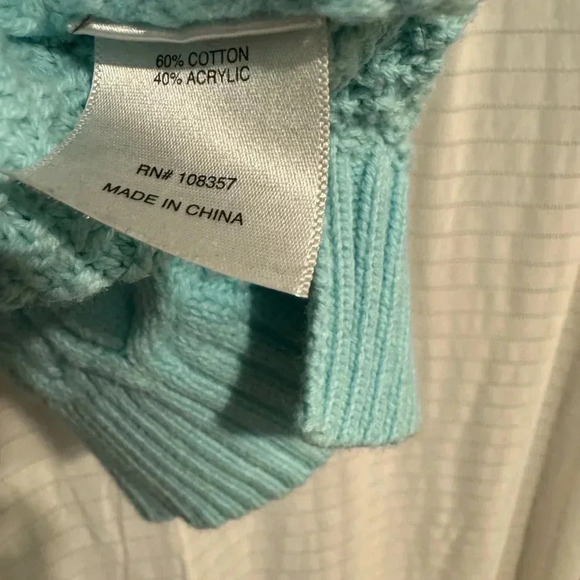 60% COTTON
40% ACRYLIC
RN# 108357
MADE IN CHINA